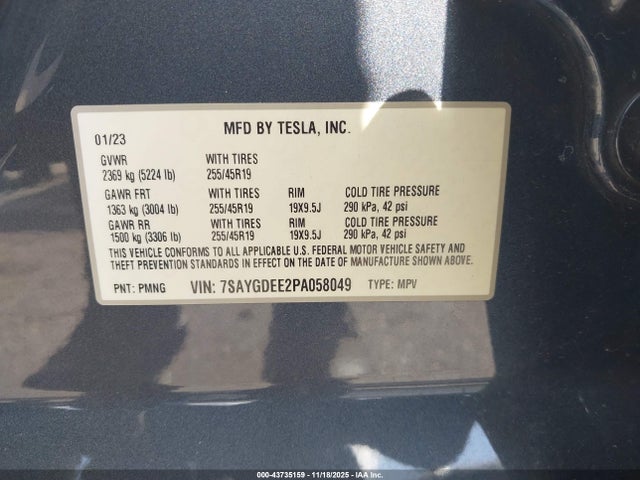 01/23 MFD BY TESLA, INC.
GVWR WITH TIRES
2369 kg (5224 lb) 255/45R19
GAWR FRT WITH TIRES RIM COLD TIRE PRESSURE
1363 kg (3004 lb) 255/45R19 19X9.5J 290 kPa, 42 psi
GAWR RR WITH TIRES RIM COLD TIRE PRESSURE
1500 kg (3306 lb) 255/45R19 19X9.5J 290 kPa, 42 psi
THIS VEHICLE CONFORMS TO ALL APPLICABLE U.S. FEDERAL MOTOR VEHICLE SAFETY AND
THEFT PREVENTION STANDARDS IN EFFECT ON THE DATE OF MANUFACTURE SHOWN ABOVE.
PNT: PMNG VIN: 7SAYGDEE2PA058049 TYPE: MPV
000-43735159 - 11/18/2025 - IAA Inc.